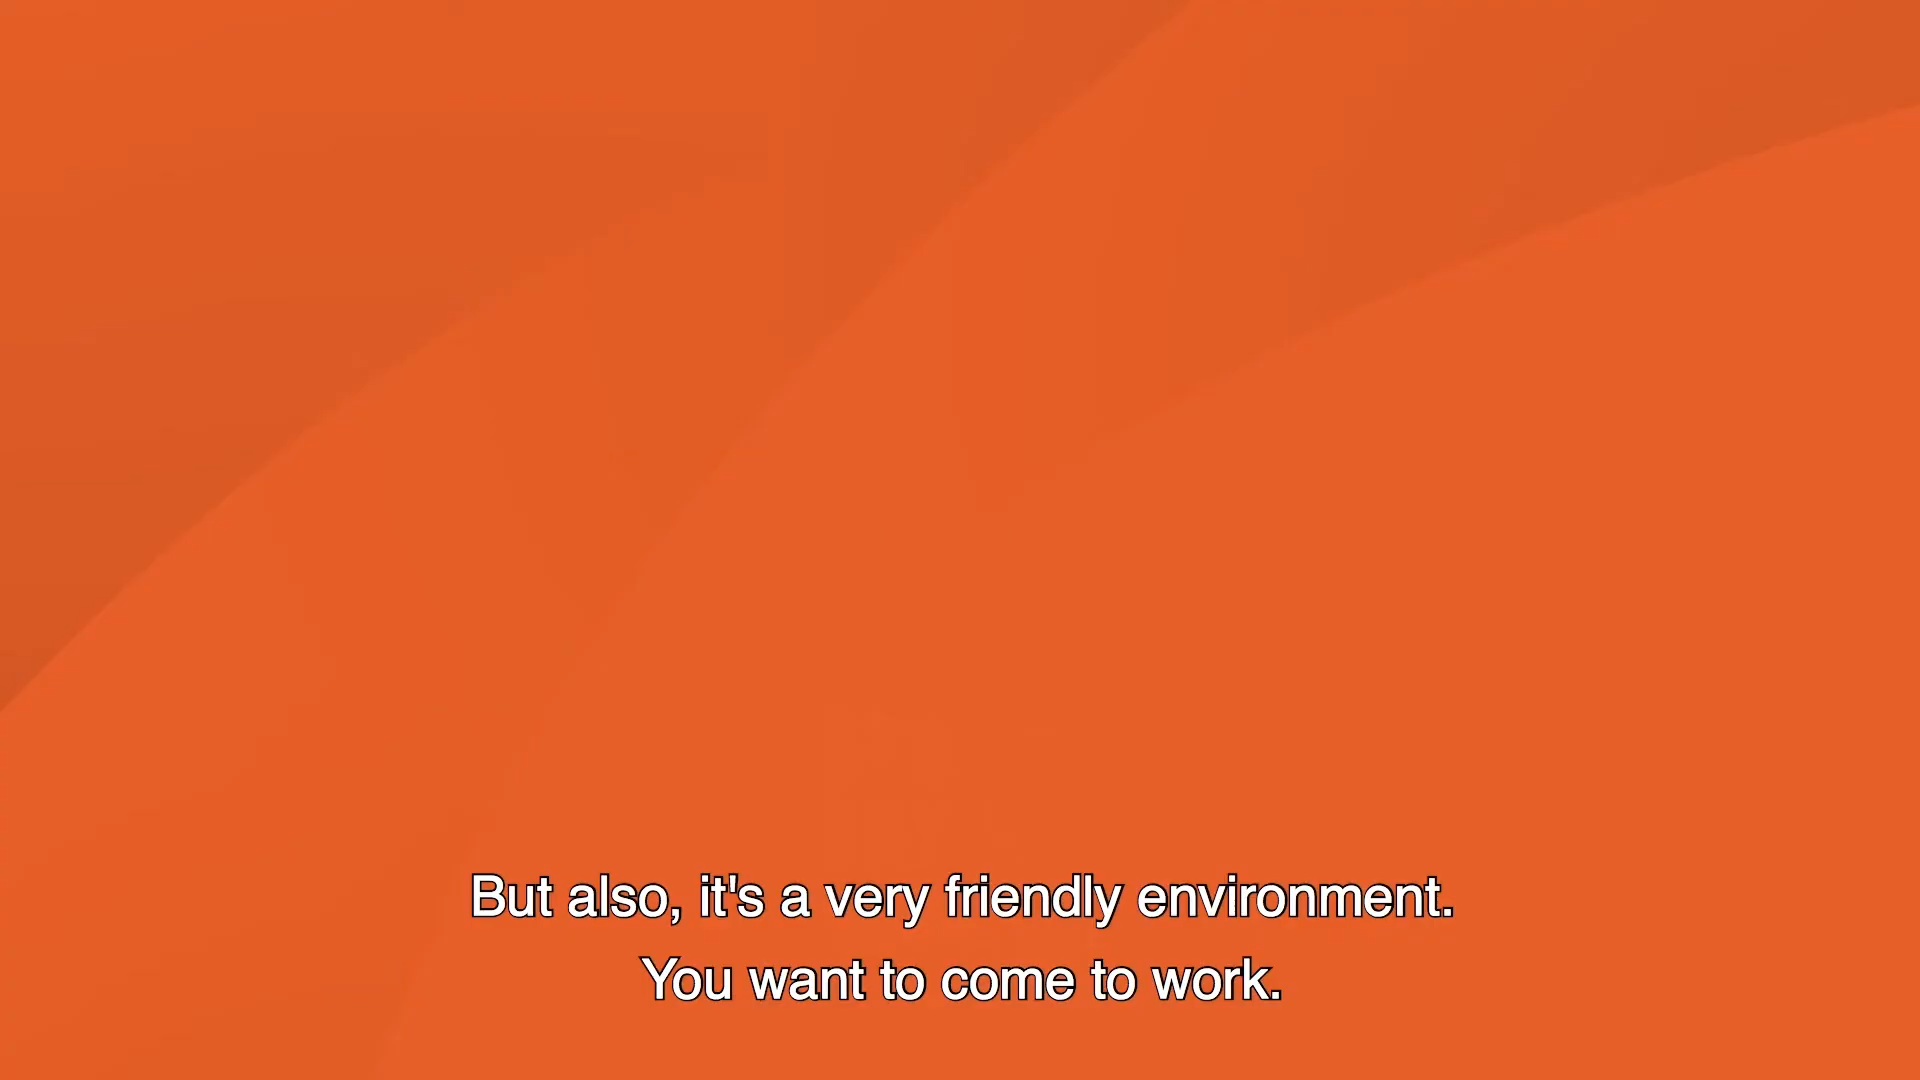 But also, it's a very friendly environment.
You want to come to work.